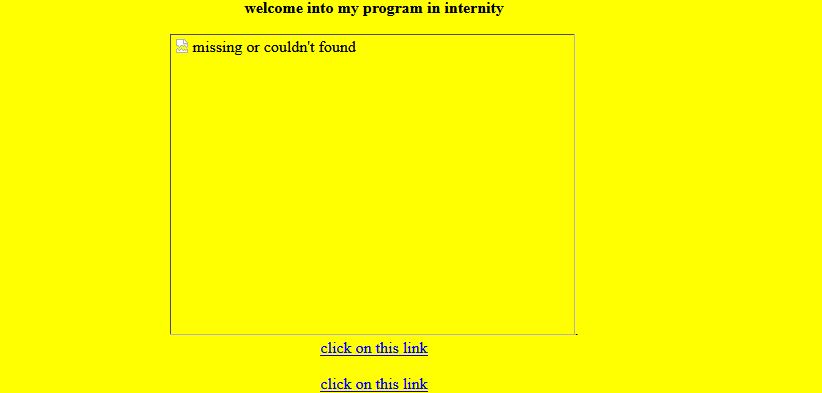 welcome into my program in internity
missing or couldn't found
click on this link
click on this link